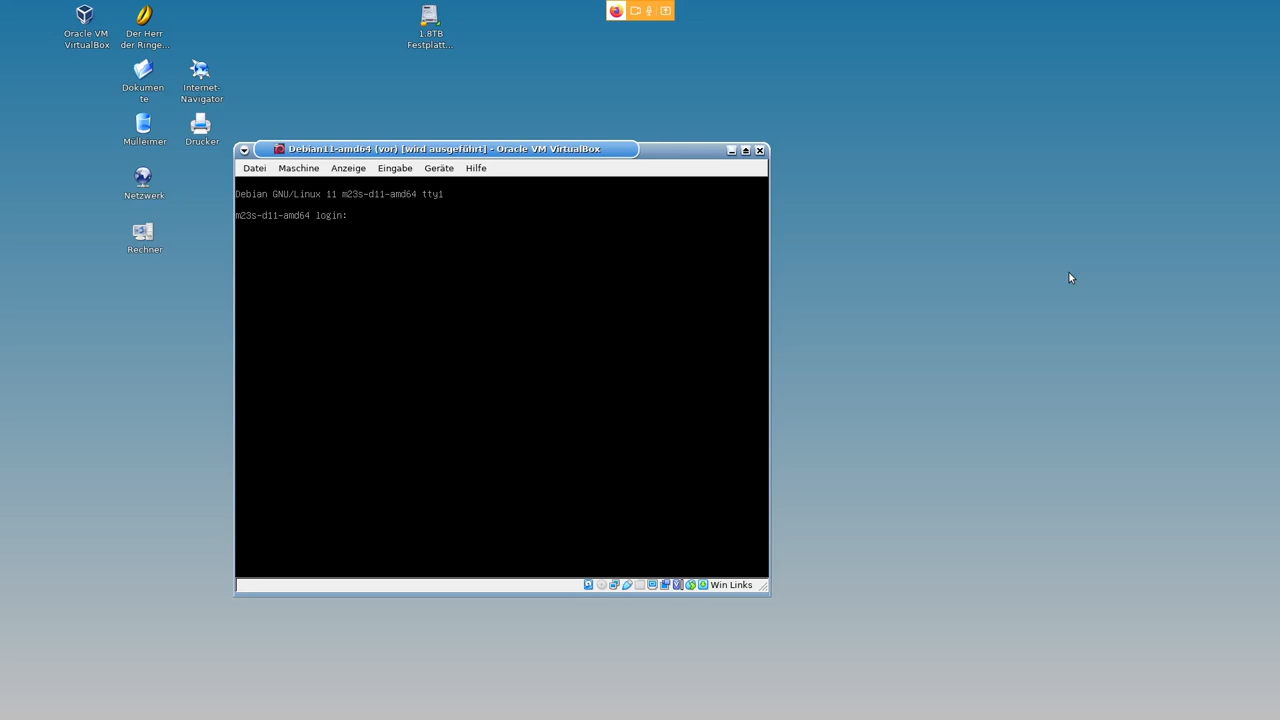 Oracle VM
VirtualBox
Der Herr
der Ringe...
1.8TB
Festplatt...
Dokumen
te
Internet-
Navigator
Mülleimer
Drucker
Netzwerk
Rechner
Debian11-amd64 (vor) [wird ausgeführt] - Oracle VM VirtualBox
Datei Maschine Anzeige Eingabe Geräte Hilfe
Debian GNU/Linux 11 m23s-d11-amd64 tty1
m23s-d11-amd64 login:
Win Links